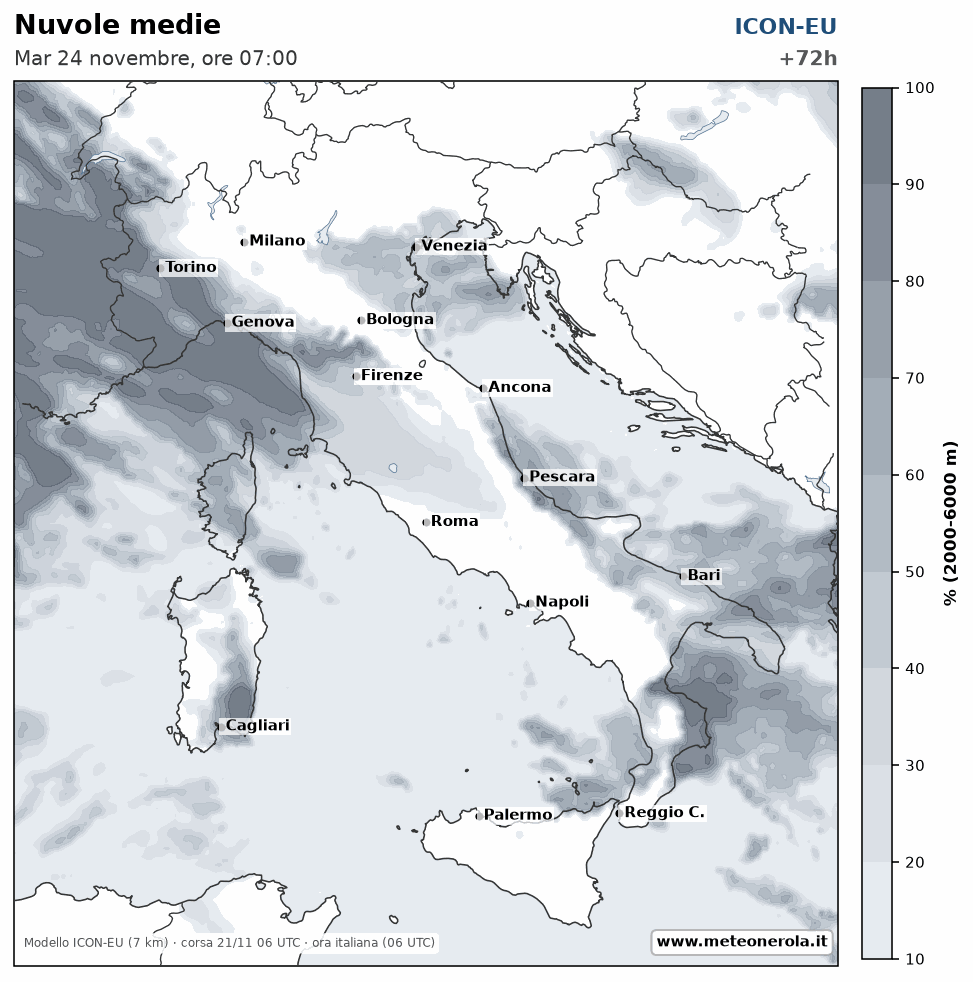 Nuvole medie
ICON-EU
Mar 24 novembre, ore 07:00
+72h
100
90
80
70
60
50
40
30
20
10
% (2000-6000 m)
Milano
Venezia
Torino
Genova
Bologna
Firenze
Ancona
Pescara
Roma
Bari
Napoli
Cagliari
Palermo
Reggio C.
Modello ICON-EU (7 km) · corsa 21/11 06 UTC · ora italiana (06 UTC)
www.meteonerola.it